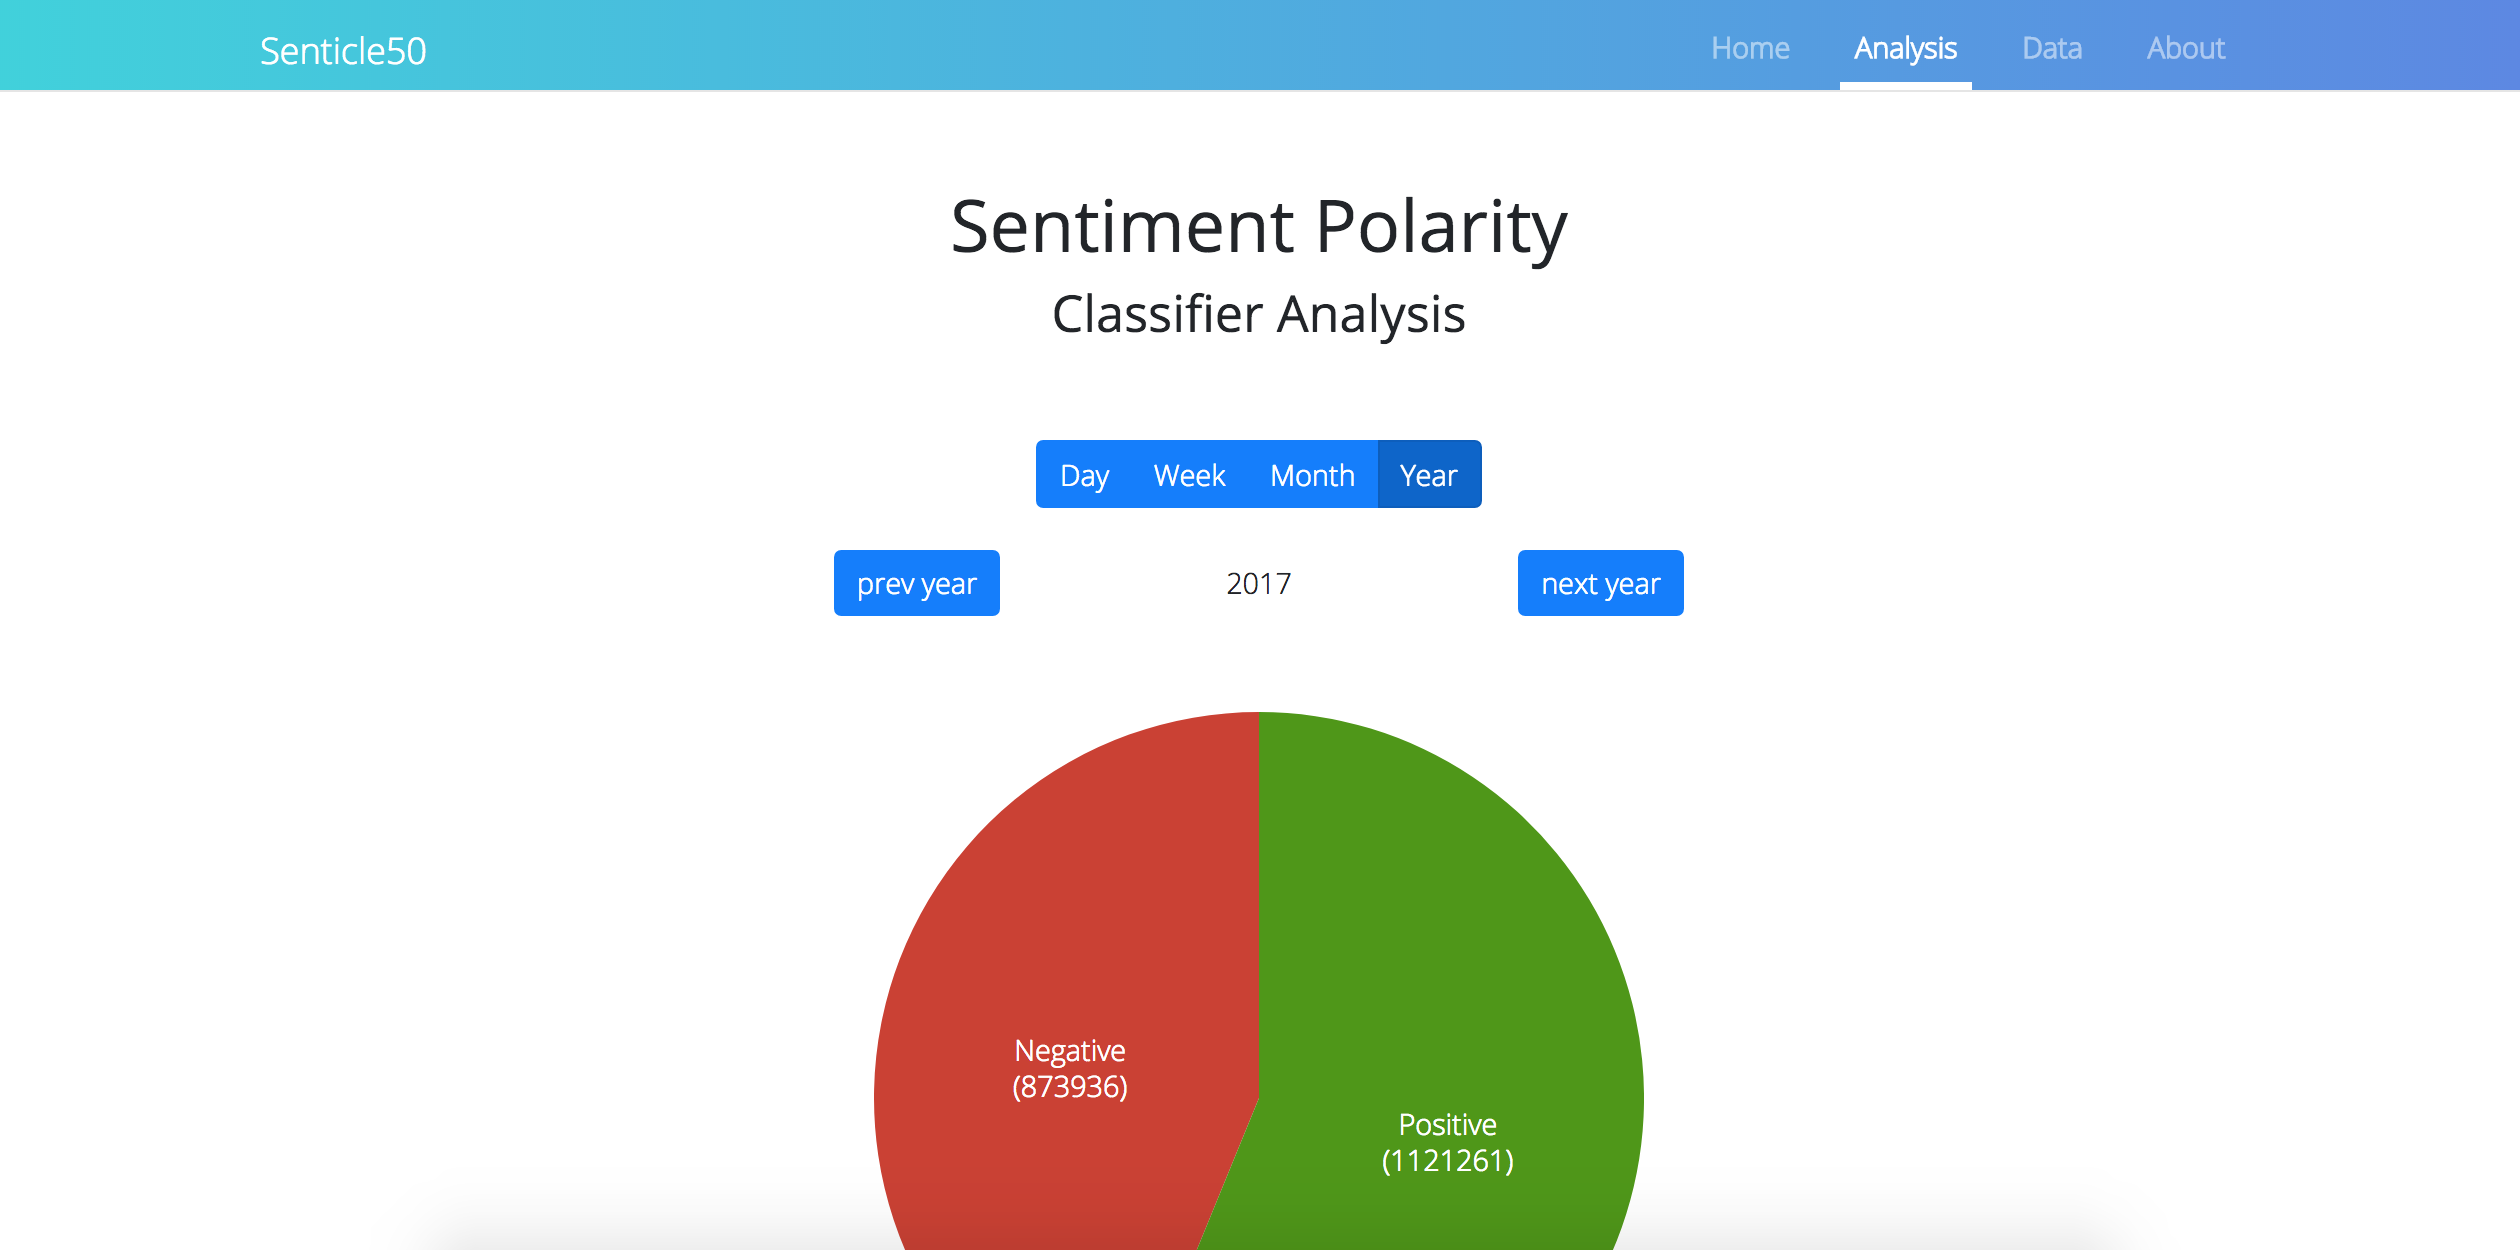 Senticle50
Home Analysis Data About
Sentiment Polarity
Classifier Analysis
Day Week Month Year
prev year 2017 next year
Negative
(873936)
Positive
(1121261)